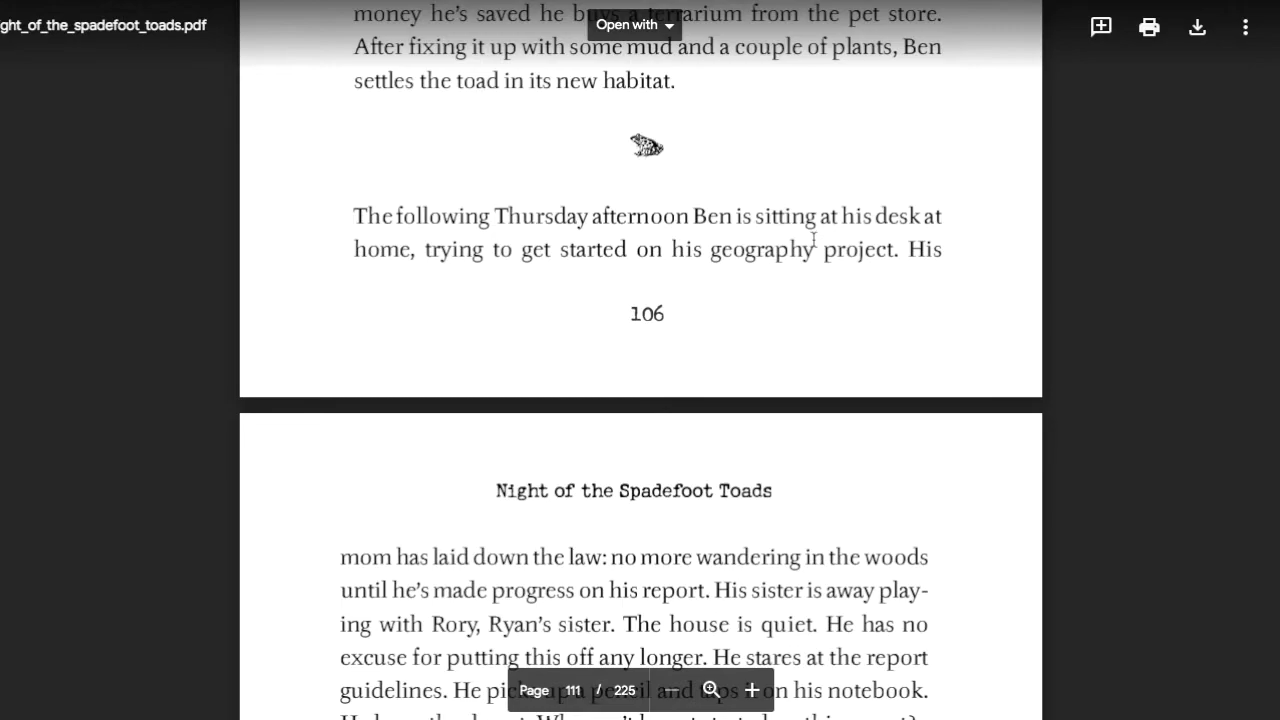 ght_of_the_spadefoot_toads.pdf
Open with
money he's saved he buys a terrarium from the pet store.
After fixing it up with some mud and a couple of plants, Ben
settles the toad in its new habitat.
The following Thursday afternoon Ben is sitting at his desk at
home, trying to get started on his geography project. His
106
Night of the Spadefoot Toads
mom has laid down the law: no more wandering in the woods
until he's made progress on his report. His sister is away play-
ing with Rory, Ryan's sister. The house is quiet. He has no
excuse for putting this off any longer. He stares at the report
guidelines. He picks up a pencil and taps it on his notebook.
Page 111 / 225